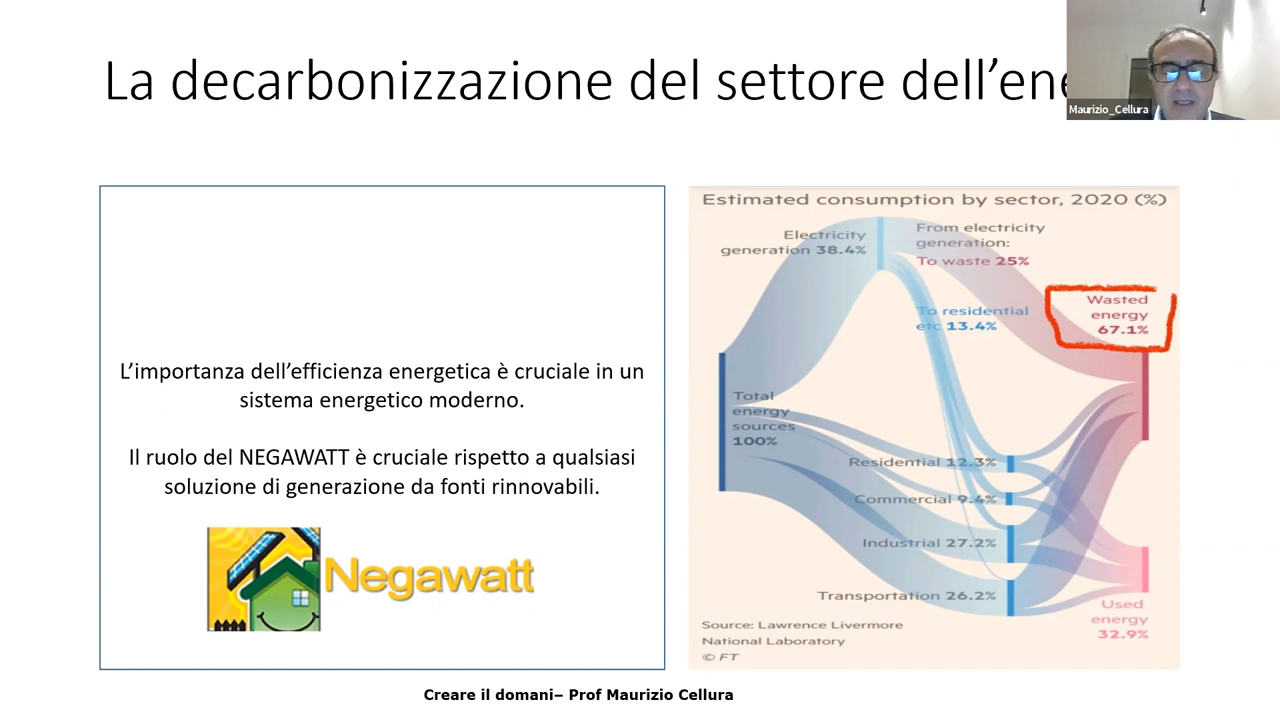 La decarbonizzazione del settore dell'ene
Maurizio_Cellura
L'importanza dell'efficienza energetica è cruciale in un
sistema energetico moderno.
Il ruolo del NEGAWATT è cruciale rispetto a qualsiasi
soluzione di generazione da fonti rinnovabili.
Negawatt
Estimated consumption by sector, 2020 (%)
Electricity
generation 38.4%
From electricity
generation:
To waste 25%
To residential
etc 13.4%
Wasted
energy
67.1%
Total
energy
sources
100%
Residential 12.3%
Commercial 9.4%
Industrial 27.2%
Transportation 26.2%
Used
energy
32.9%
Source: Lawrence Livermore
National Laboratory
© FT
Creare il domani– Prof Maurizio Cellura